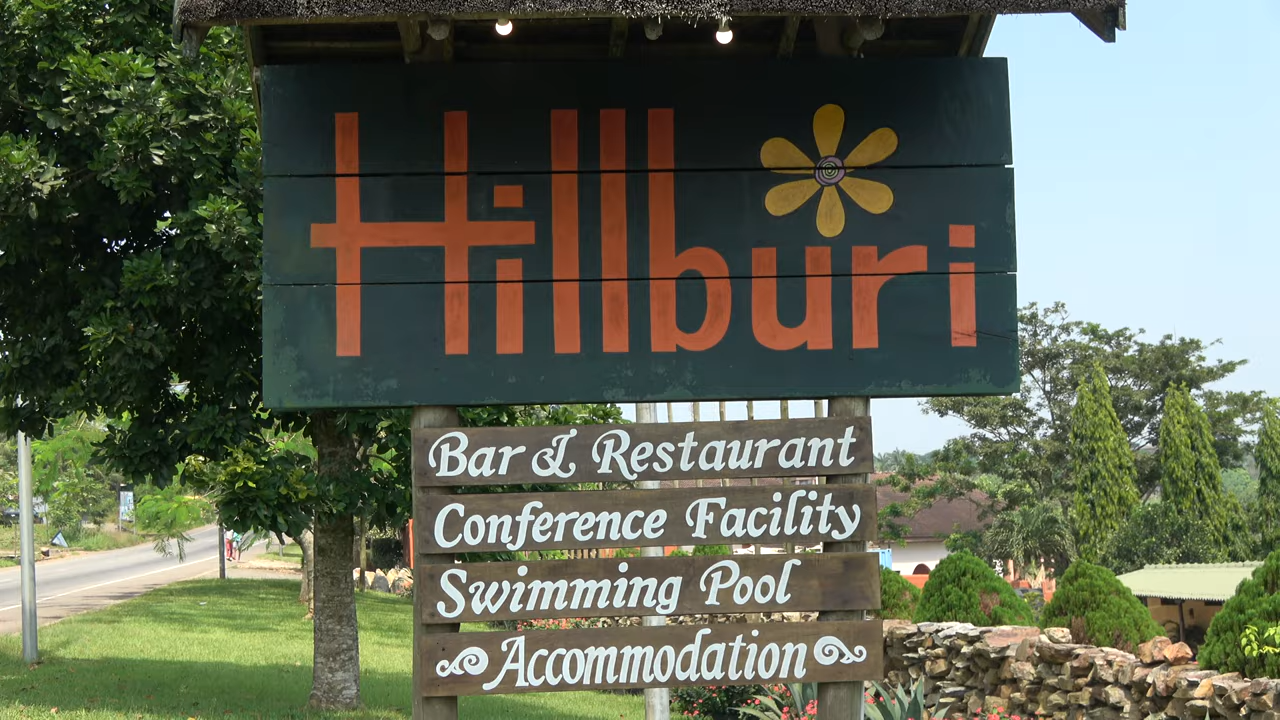 Hillburi
Bar & Restaurant
Conference Facility
Swimming Pool
Accommodation